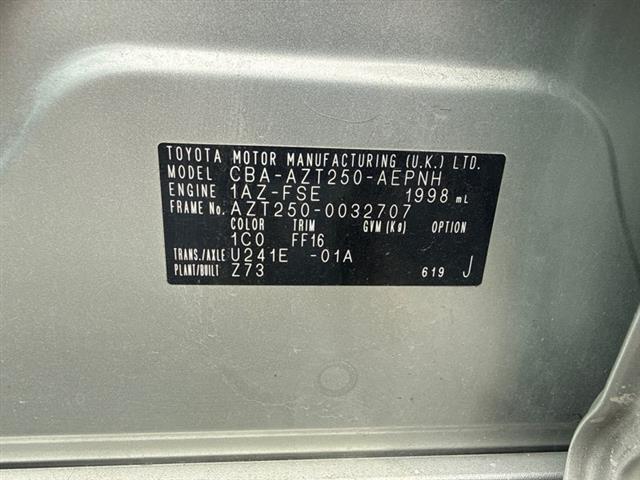 TOYOTA MOTOR MANUFACTURING (U.K.) LTD.
MODEL CBA-AZT250-AEPNH
ENGINE 1AZ-FSE 1998 mL
FRAME No. AZT250-0032707
COLOR TRIM GVM (Kg) OPTION
1C0 FF16
TRANS./AXLE U241E -01A
PLANT/BUILT Z73 619 J